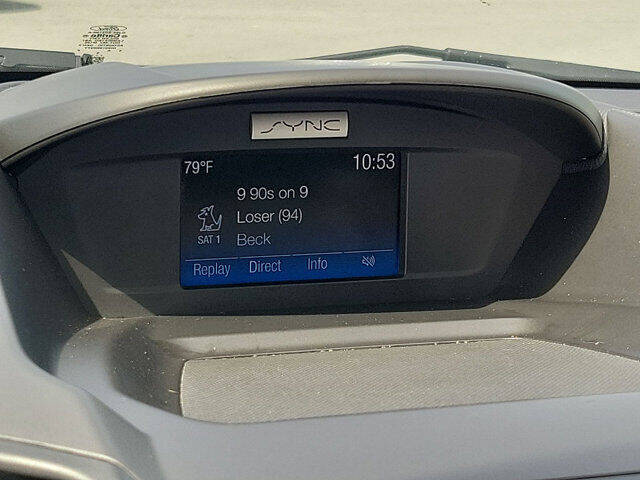 SYNC
79°F
10:53
9 90s on 9
Loser (94)
SAT 1
Beck
Replay
Direct
Info